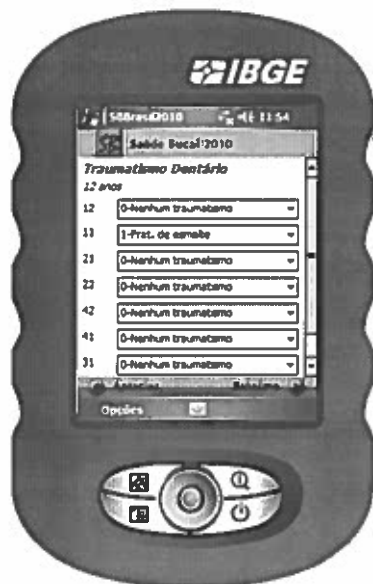 IBGE
SBBrasil2010 11:54
Saúde Bucal 2010
Traumatismo Dentário
12 anos
12 0-Nenhum traumatismo
11 1-Frat. de esmalte
21 0-Nenhum traumatismo
22 0-Nenhum traumatismo
42 0-Nenhum traumatismo
41 0-Nenhum traumatismo
31 0-Nenhum traumatismo
Opções